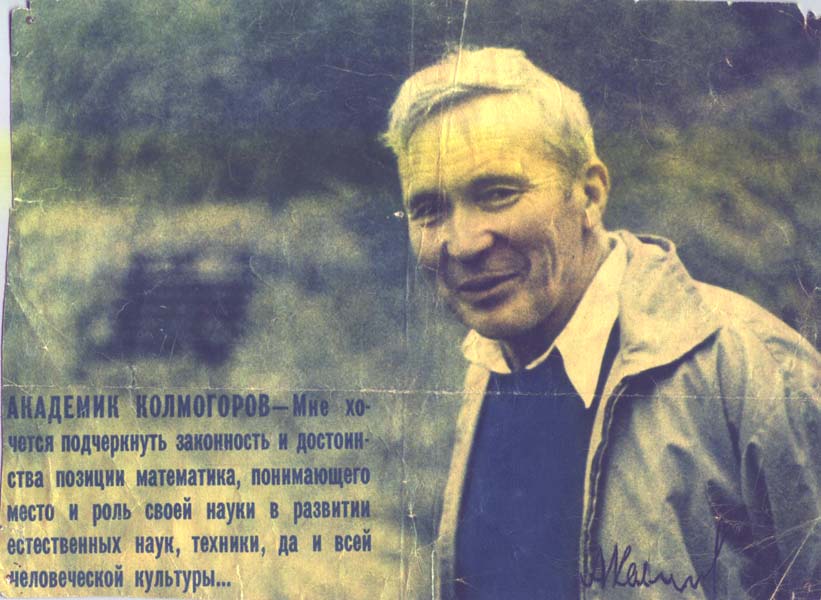 АКАДЕМИК КОЛМОГОРОВ—Мне хо-
чется подчеркнуть законность и достоин-
ства позиции математика, понимающего
место и роль своей науки в развитии
естественных наук, техники, да и всей
человеческой культуры...